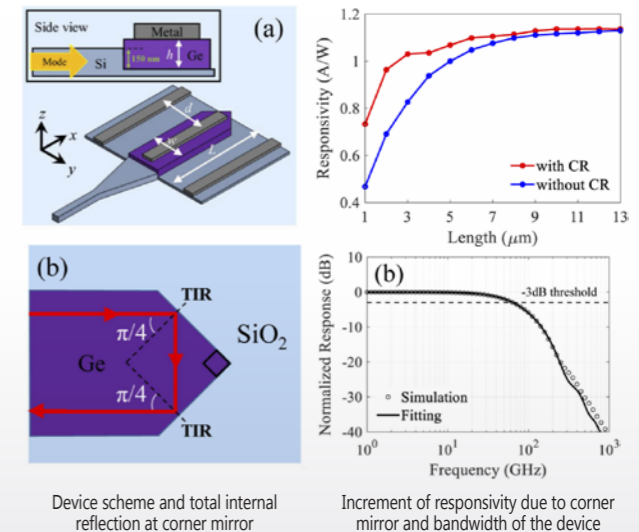 Side view
(a)
Metal
Mode
Si
150 nm
h
Ge
z
x
y
d
w
L
(b)
TIR
π/4
Ge
SiO2
π/4
TIR
Device scheme and total internal
reflection at corner mirror
Responsivity (A/W)
1.2
1
0.8
0.6
0.4
with CR
without CR
1 3 5 7 9 11 13
Length (μm)
Normalized Response (dB)
10
0
-10
-20
-30
-40
(b)
-3dB threshold
Simulation
Fitting
10^0 10^1 10^2 10^3
Frequency (GHz)
Increment of responsivity due to corner
mirror and bandwidth of the device